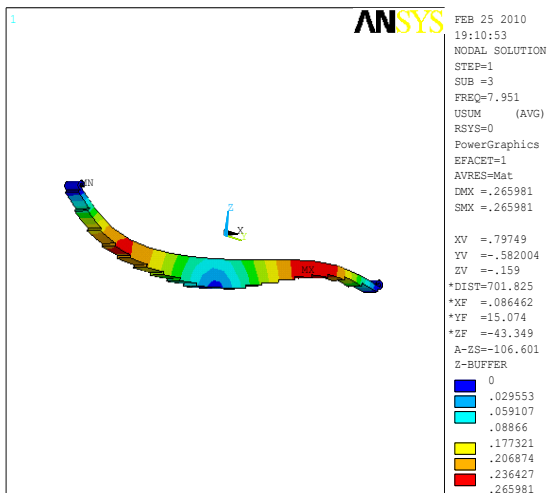 1
ANSYS
FEB 25 2010
19:10:53
NODAL SOLUTION
STEP=1
SUB =3
FREQ=7.951
USUM (AVG)
RSYS=0
PowerGraphics
EFACET=1
AVRES=Mat
DMX =.265981
SMX =.265981
XV =.79749
YV =-.582004
ZV =-.159
*DIST=701.825
*XF =.086462
*YF =15.074
*ZF =-43.349
A-ZS=-106.601
Z-BUFFER
0
.029553
.059107
.08866
.177321
.206874
.236427
.265981
MN
Z
X
MX